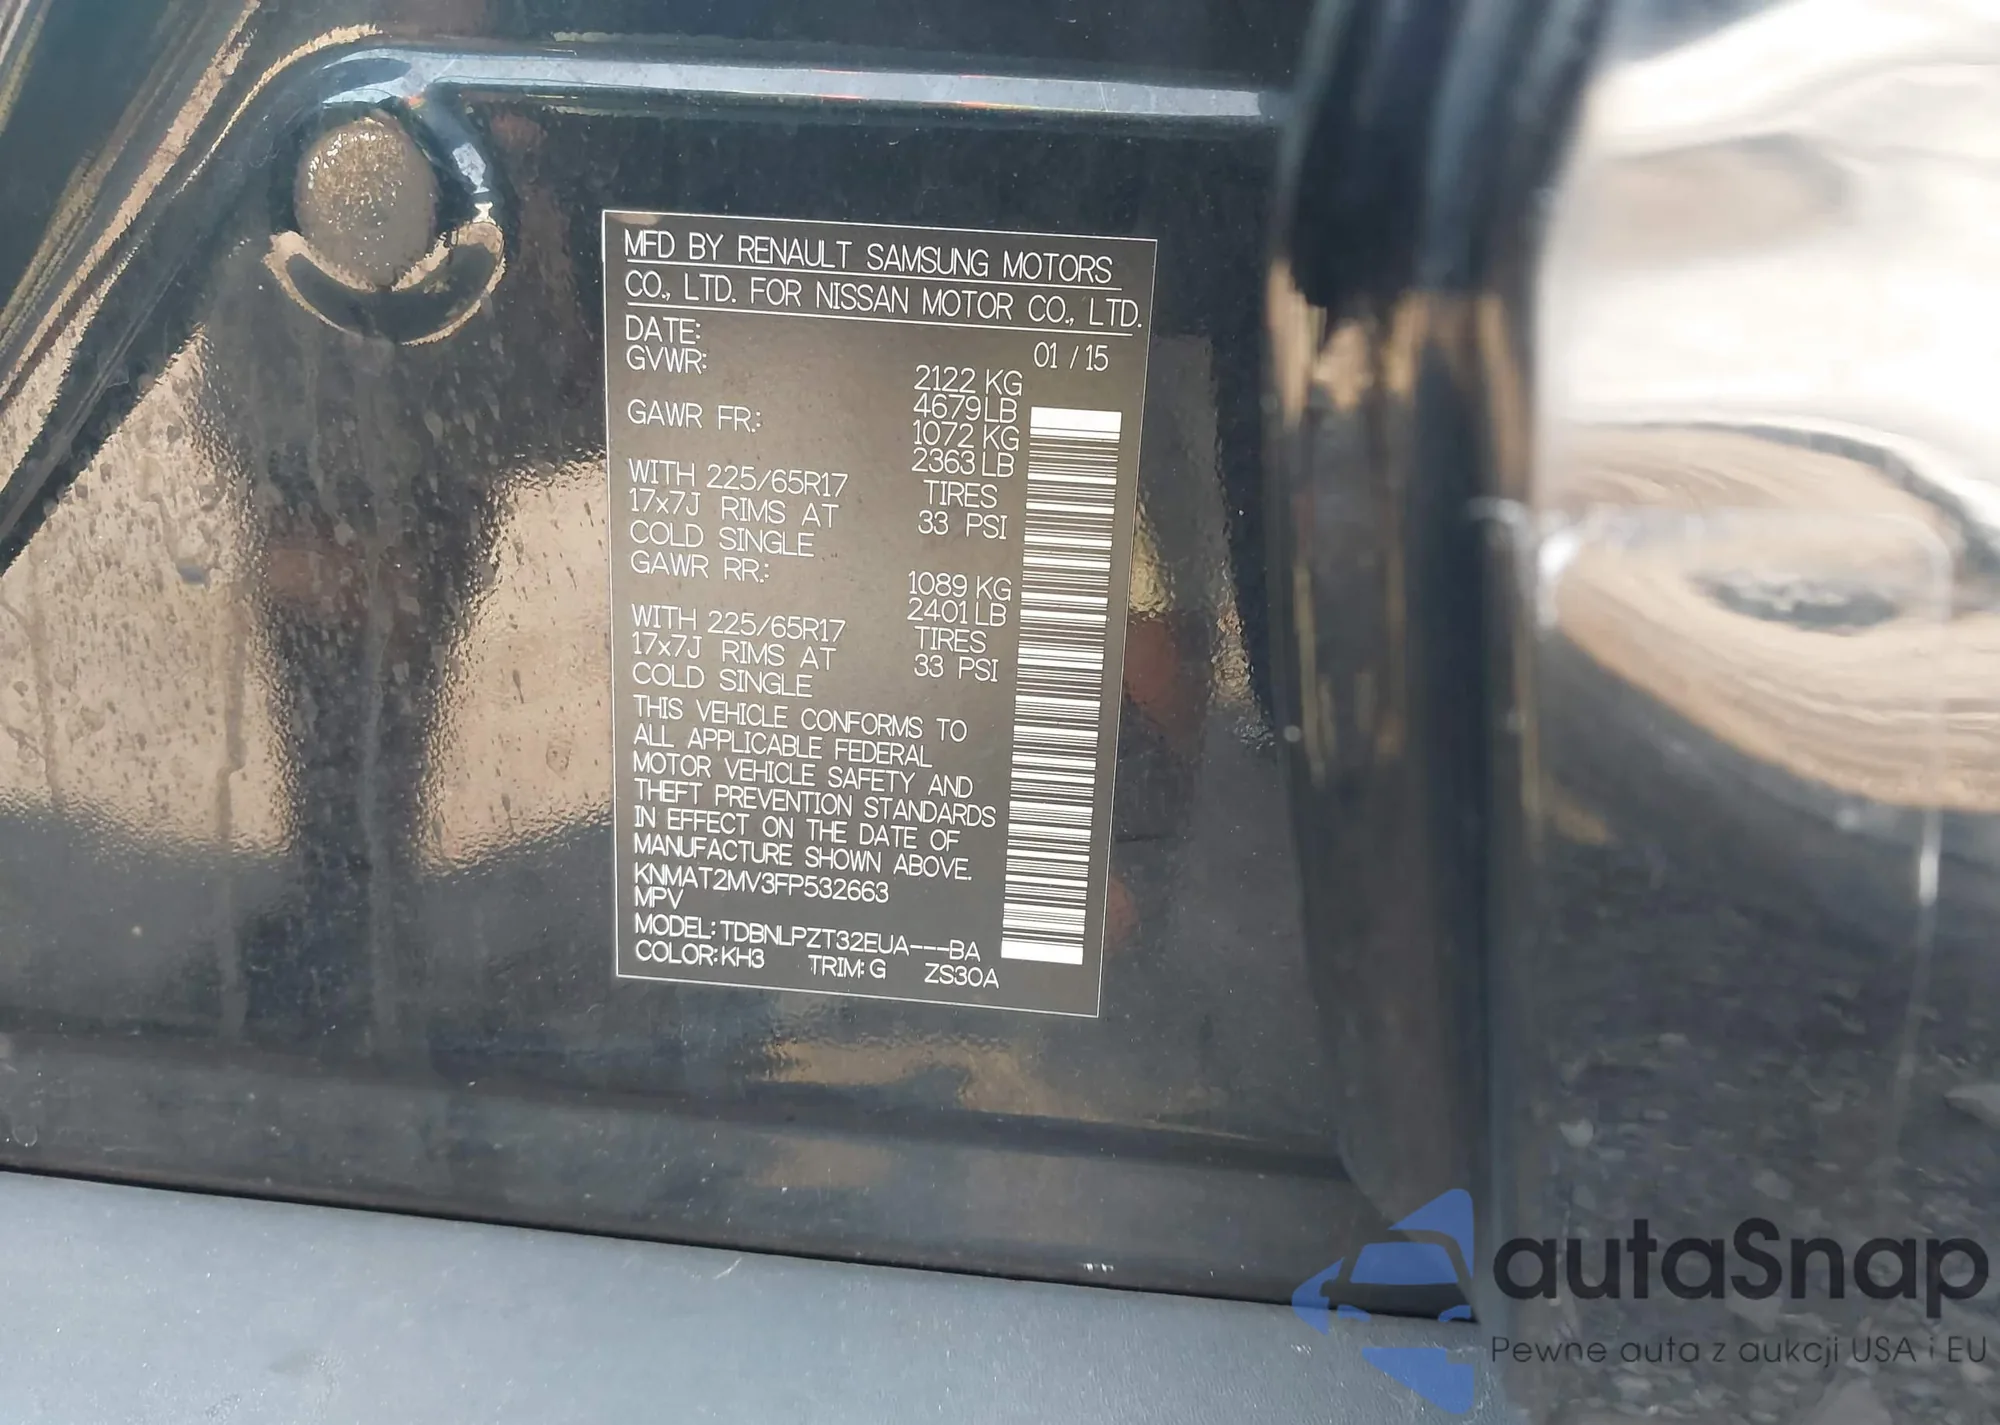 MFD BY RENAULT SAMSUNG MOTORS
CO., LTD. FOR NISSAN MOTOR CO., LTD.
DATE: 01 / 15
GVWR: 2122 KG
4679 LB
GAWR FR.: 1072 KG
2363 LB
WITH 225/65R17 TIRES
17x7J RIMS AT 33 PSI
COLD SINGLE
GAWR RR.: 1089 KG
2401 LB
WITH 225/65R17 TIRES
17x7J RIMS AT 33 PSI
COLD SINGLE
THIS VEHICLE CONFORMS TO
ALL APPLICABLE FEDERAL
MOTOR VEHICLE SAFETY AND
THEFT PREVENTION STANDARDS
IN EFFECT ON THE DATE OF
MANUFACTURE SHOWN ABOVE.
KNMAT2MV3FP532663
MPV
MODEL: TDBNLPZT32EUA---BA
COLOR: KH3 TRIM: G ZS30A
autaSnap
Pewne auta z aukcji USA i EU